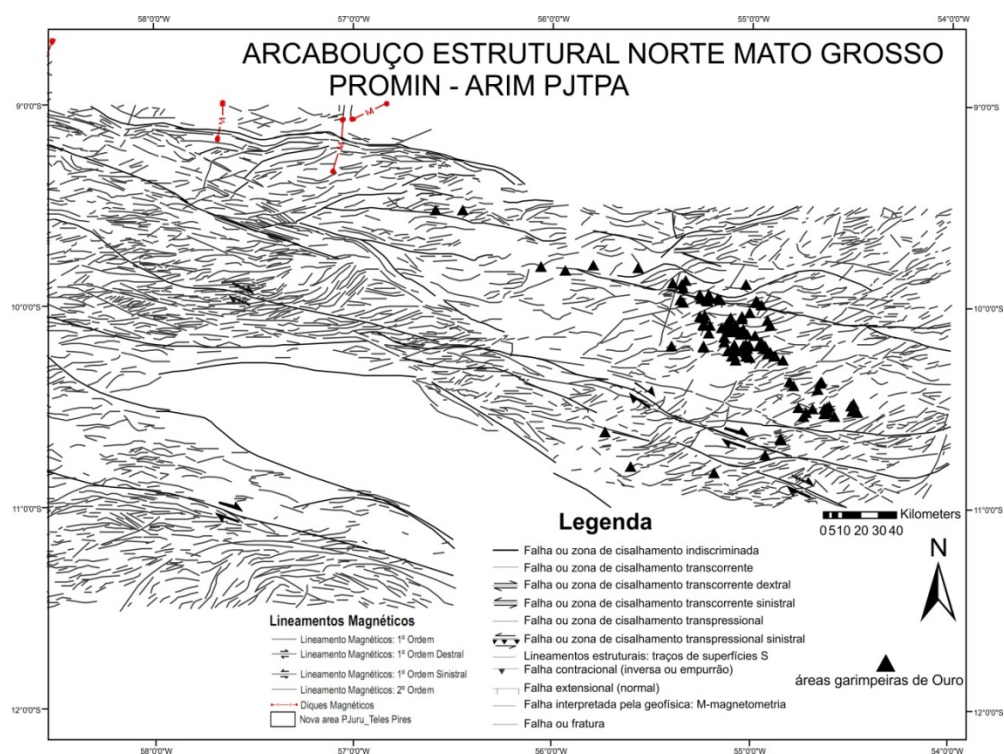 58°0'0"W 57°0'0"W 56°0'0"W 55°0'0"W 54°0'0"W
ARCABOUÇO ESTRUTURAL NORTE MATO GROSSO
PROMIN - ARIM PJTPA
9°0'0"S 9°0'0"S
10°0'0"S 10°0'0"S
11°0'0"S 11°0'0"S
12°0'0"S 12°0'0"S
M
M
M
Kilometers
0 5 10 20 30 40
N
áreas garimpeiras de Ouro
Legenda
Falha ou zona de cisalhamento indiscriminada
Falha ou zona de cisalhamento transcorrente
Falha ou zona de cisalhamento transcorrente dextral
Falha ou zona de cisalhamento transcorrente sinistral
Falha ou zona de cisalhamento transpressional
Falha ou zona de cisalhamento transpressional sinistral
Lineamentos estruturais: traços de superfícies S
Falha contracional (inversa ou empurrão)
Falha extensional (normal)
Falha interpretada pela geofísica: M-magnetometria
Falha ou fratura
Lineamentos Magnéticos
Lineamento Magnéticos: 1º Ordem
Lineamento Magnéticos: 1º Ordem Destral
Lineamento Magnéticos: 1º Ordem Sinistral
Lineamento Magnéticos: 2º Ordem
Diques Magnéticos
Nova area PJuru_Teles Pires
58°0'0"W 57°0'0"W 56°0'0"W 55°0'0"W 54°0'0"W